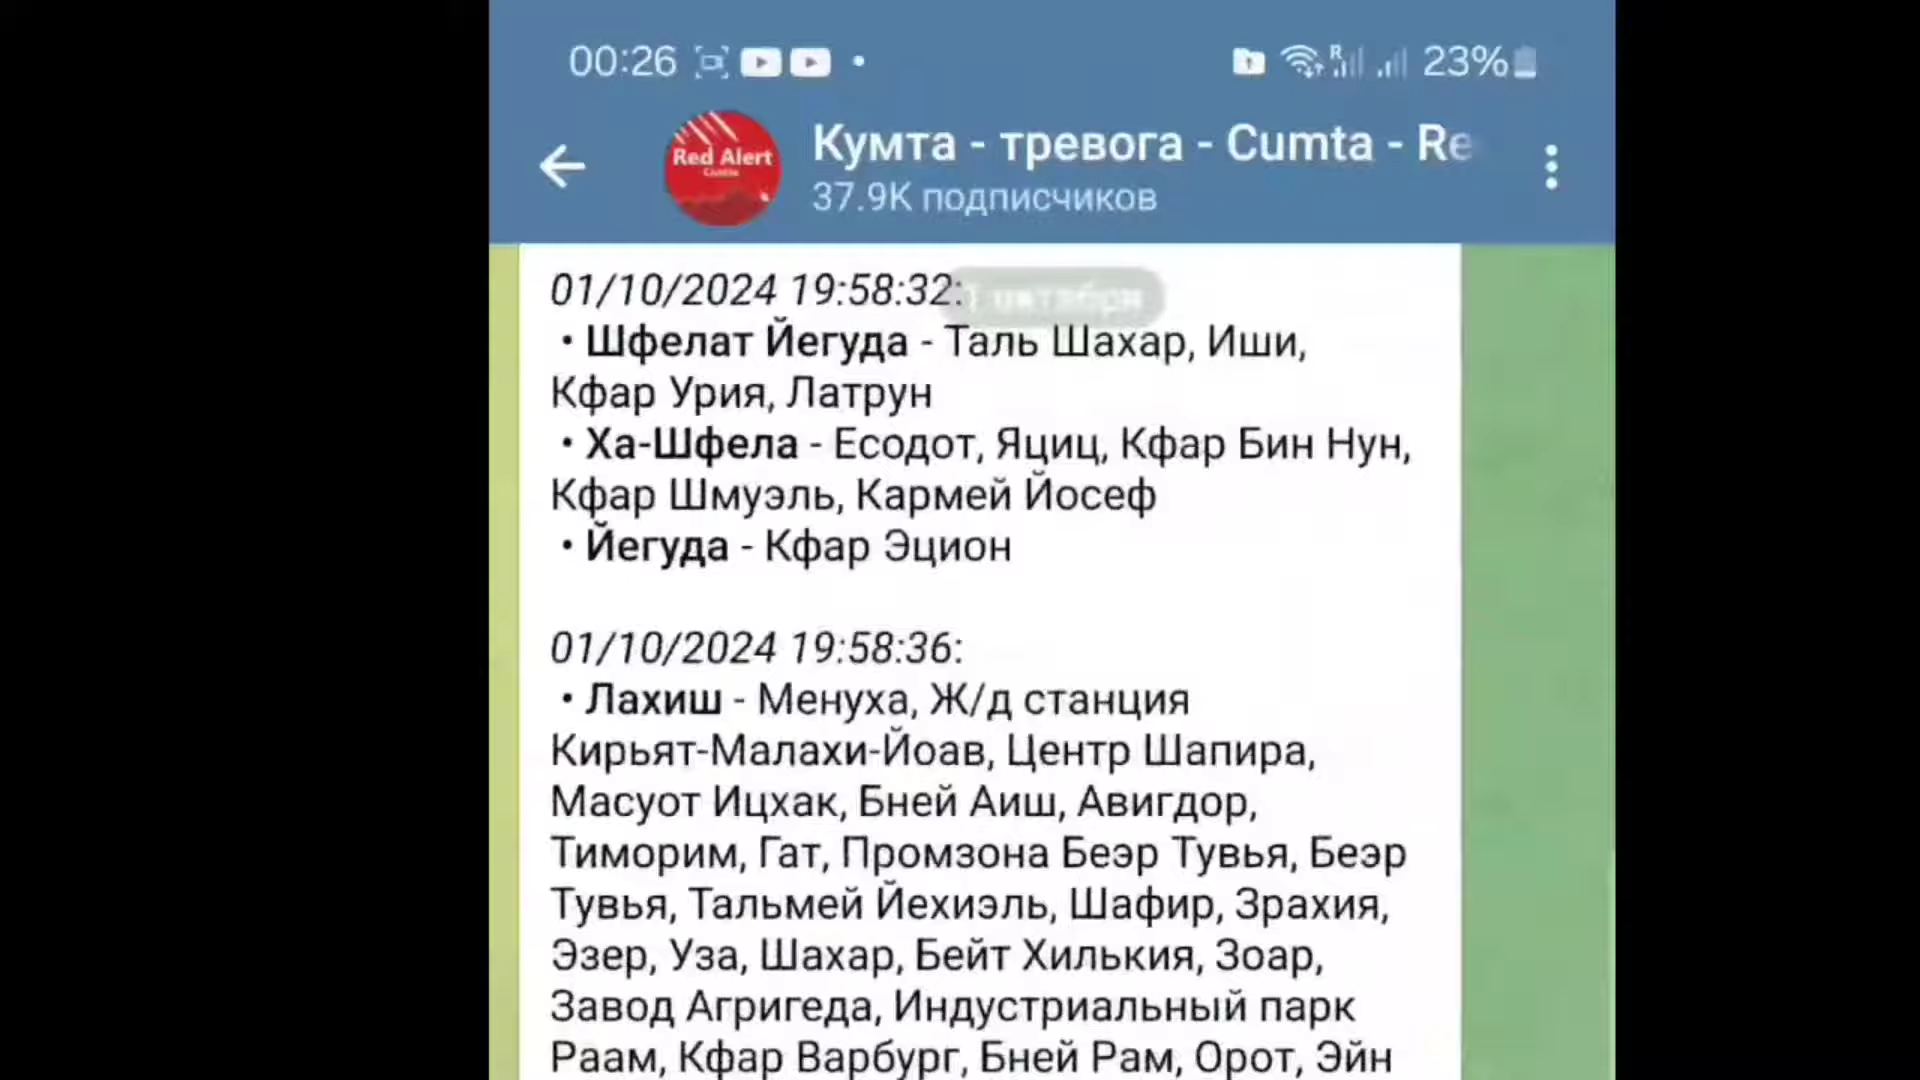 00:26
23%
Кумта - тревога - Cumta - Re
37.9K подписчиков
Red Alert
Cumta
1 октября
01/10/2024 19:58:32:
• Шфелат Йегуда - Таль Шахар, Иши,
Кфар Урия, Латрун
• Ха-Шфела - Есодот, Яциц, Кфар Бин Нун,
Кфар Шмуэль, Кармей Йосеф
• Йегуда - Кфар Эцион
01/10/2024 19:58:36:
• Лахиш - Менуха, Ж/д станция
Кирьят-Малахи-Йоав, Центр Шапира,
Масуот Ицхак, Бней Аиш, Авигдор,
Тиморим, Гат, Промзона Беэр Тувья, Беэр
Тувья, Тальмей Йехиэль, Шафир, Зрахия,
Эзер, Уза, Шахар, Бейт Хилькия, Зоар,
Завод Агригеда, Индустриальный парк
Раам, Кфар Варбург, Бней Рам, Орот, Эйн